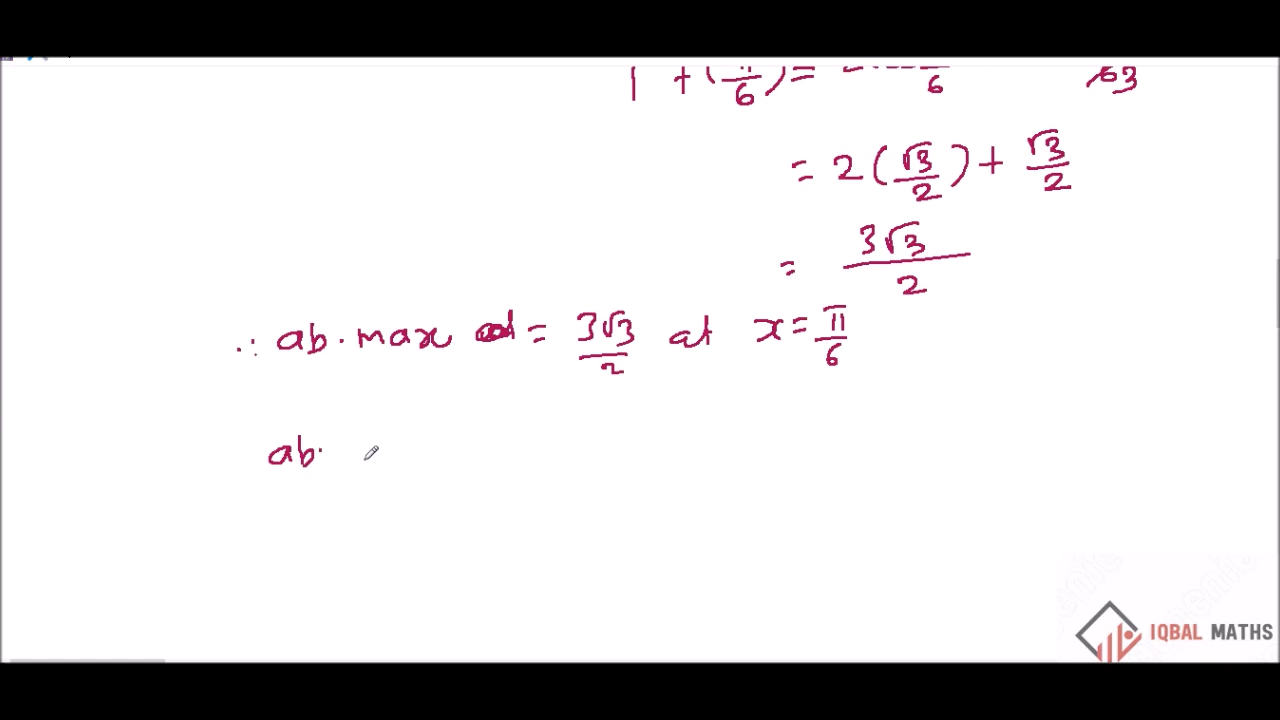 = 2 (√3/2) + √3/2
= 3√3/2
∴ ab. max = 3√3/2 at x = π/6
ab.
IQBAL MATHS